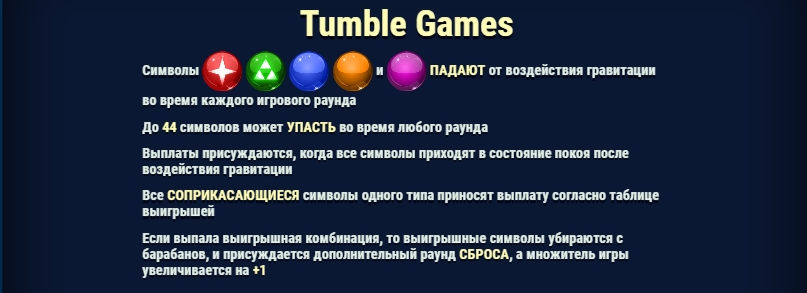 Tumble Games
Символы и ПАДАЮТ от воздействия гравитации
во время каждого игрового раунда
До 44 символов может УПАСТЬ во время любого раунда
Выплаты присуждаются, когда все символы приходят в состояние покоя после
воздействия гравитации
Все СОПРИКАСАЮЩИЕСЯ символы одного типа приносят выплату согласно таблице
выигрышей
Если выпала выигрышная комбинация, то выигрышные символы убираются с
барабанов, и присуждается дополнительный раунд СБРОСА, а множитель игры
увеличивается на +1